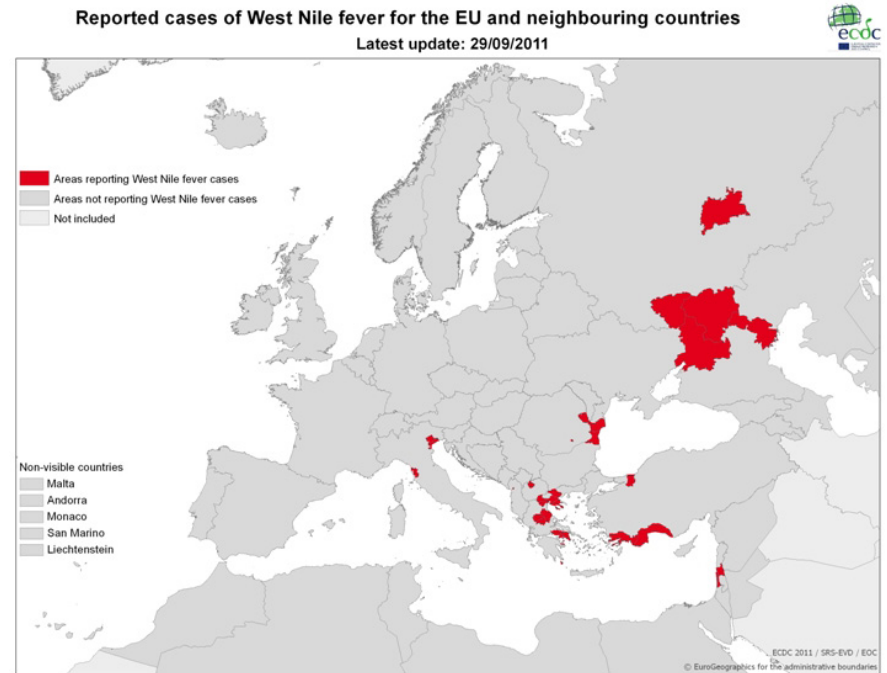 Reported cases of West Nile fever for the EU and neighbouring countries
Latest update: 29/09/2011
ecdc
Areas reporting West Nile fever cases
Areas not reporting West Nile fever cases
Not included
Non-visible countries
Malta
Andorra
Monaco
San Marino
Liechtenstein
ECDC 2011 / SRS-EVD / EOC
© EuroGeographics for the administrative boundaries